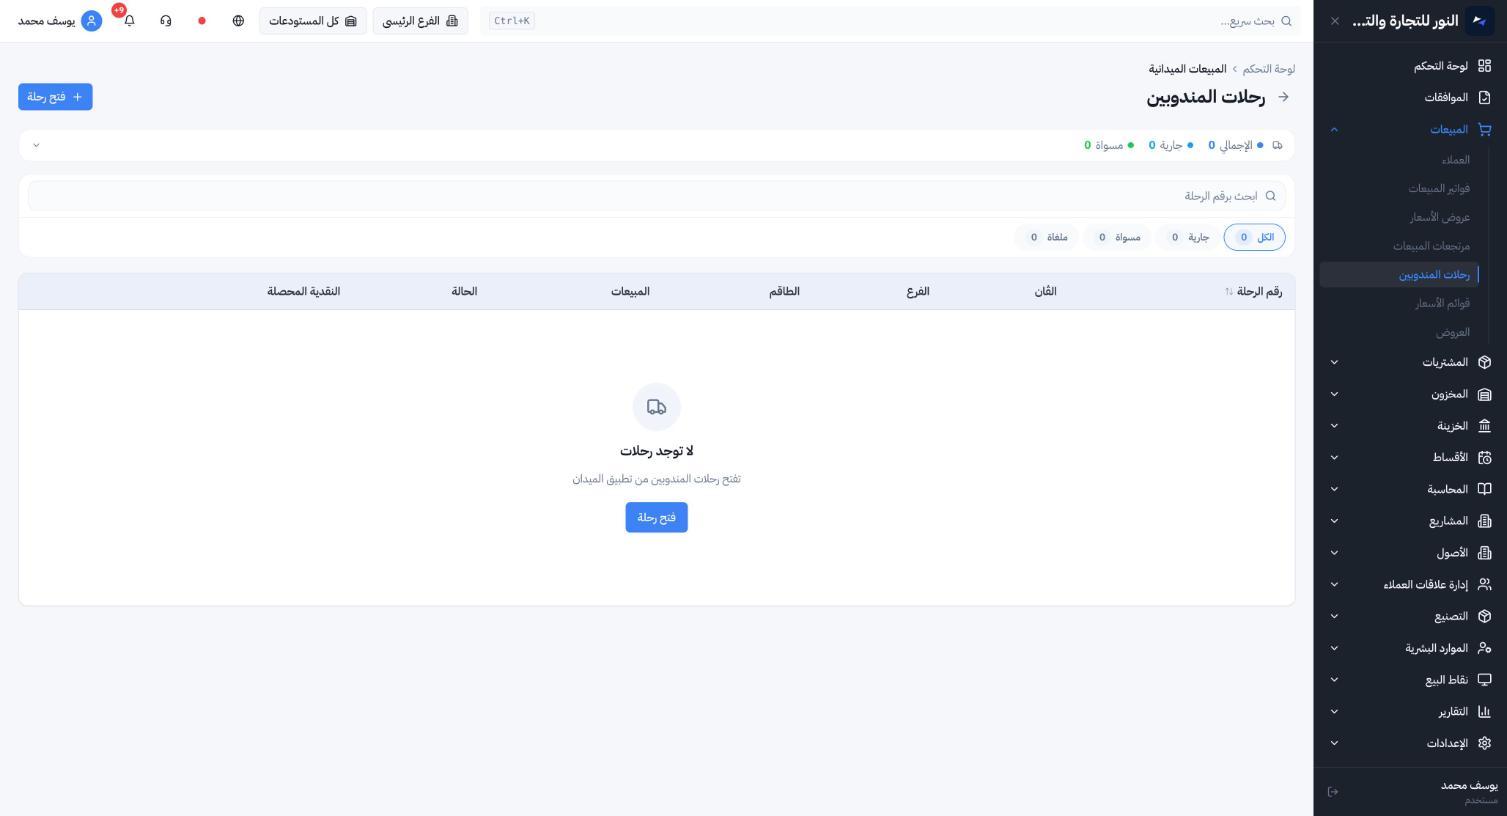 النور للتجارة والتـ...
لوحة التحكم
الموافقات
المبيعات
العملاء
فواتير المبيعات
عروض الأسعار
مرتجعات المبيعات
رحلات المندوبين
قوائم الأسعار
العروض
المشتريات
المخزون
الخزينة
الأقساط
المحاسبة
المشاريع
الأصول
إدارة علاقات العملاء
التصنيع
الموارد البشرية
نقاط البيع
التقارير
الإعدادات
يوسف محمد
مستخدم
بحث سريع... Ctrl+K
الفرع الرئيسي
كل المستودعات
+9
يوسف محمد
لوحة التحكم > المبيعات الميدانية
رحلات المندوبين
فتح رحلة
الإجمالي 0 جارية 0 مسواة 0
ابحث برقم الرحلة
الكل 0 جارية 0 مسواة 0 ملغاة 0
رقم الرحلة الڤان الفرع الطاقم المبيعات الحالة النقدية المحصلة
لا توجد رحلات
تفتح رحلات المندوبين من تطبيق الميدان
فتح رحلة